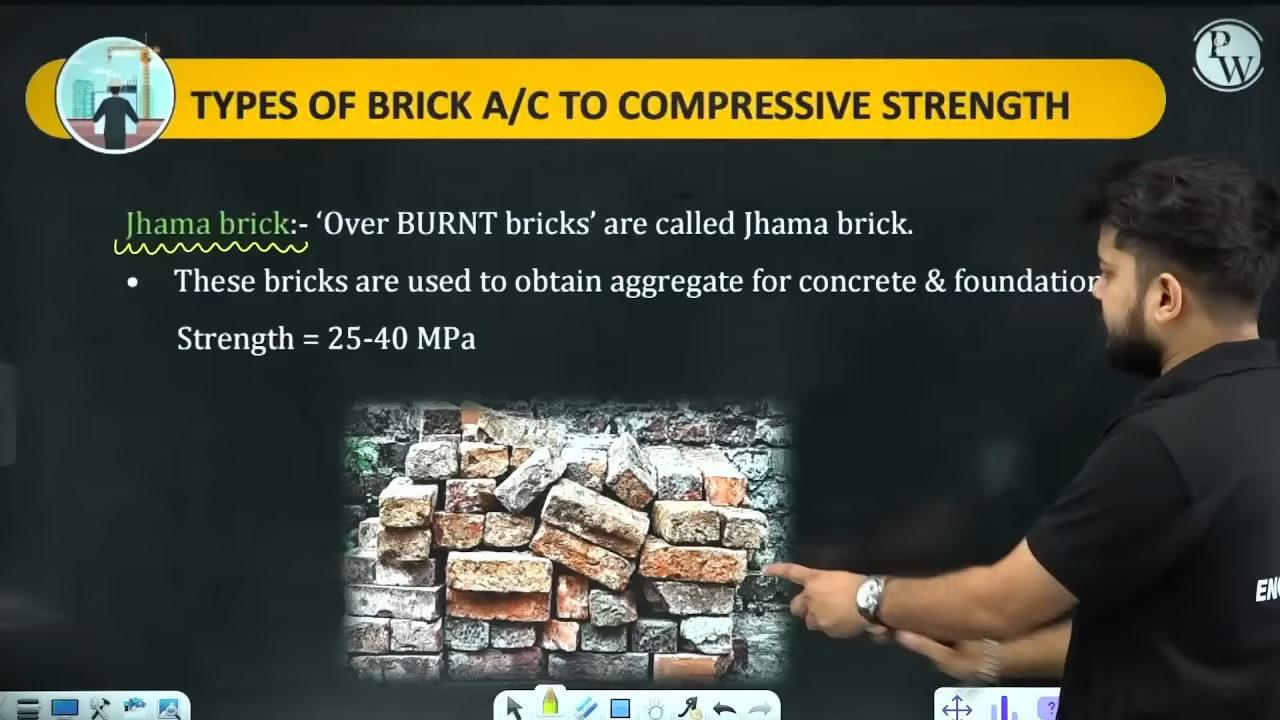 PW
TYPES OF BRICK A/C TO COMPRESSIVE STRENGTH
Jhama brick:- ‘Over BURNT bricks’ are called Jhama brick.
• These bricks are used to obtain aggregate for concrete & foundation
Strength = 25-40 MPa